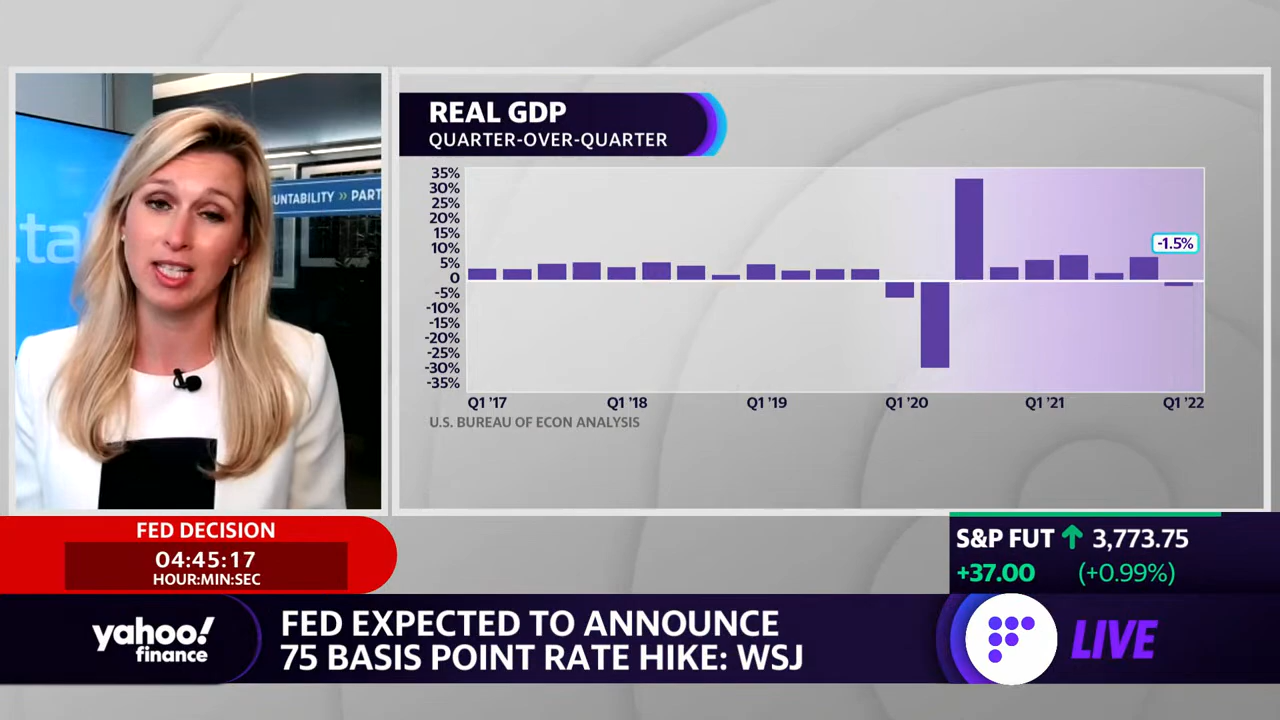 ta
UNTABILITY » PART
REAL GDP
QUARTER-OVER-QUARTER
35%
30%
25%
20%
15%
10%
5%
0
-5%
-10%
-15%
-20%
-25%
-30%
-35%
-1.5%
Q1 '17
Q1 '18
Q1 '19
Q1 '20
Q1 '21
Q1 '22
U.S. BUREAU OF ECON ANALYSIS
FED DECISION
04:45:17
HOUR:MIN:SEC
S&P FUT 3,773.75
+37.00 (+0.99%)
yahoo!
finance
FED EXPECTED TO ANNOUNCE
75 BASIS POINT RATE HIKE: WSJ
LIVE